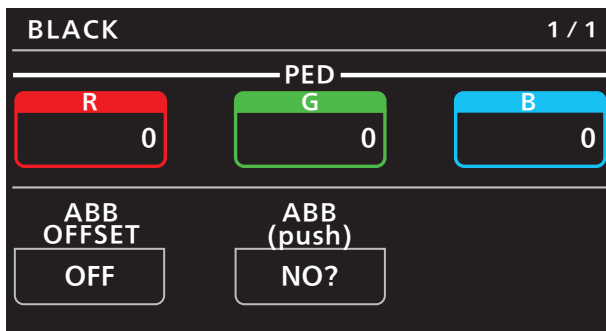 BLACK 1 / 1
PED
R G B
0 0 0
ABB ABB
OFFSET (push)
OFF NO?